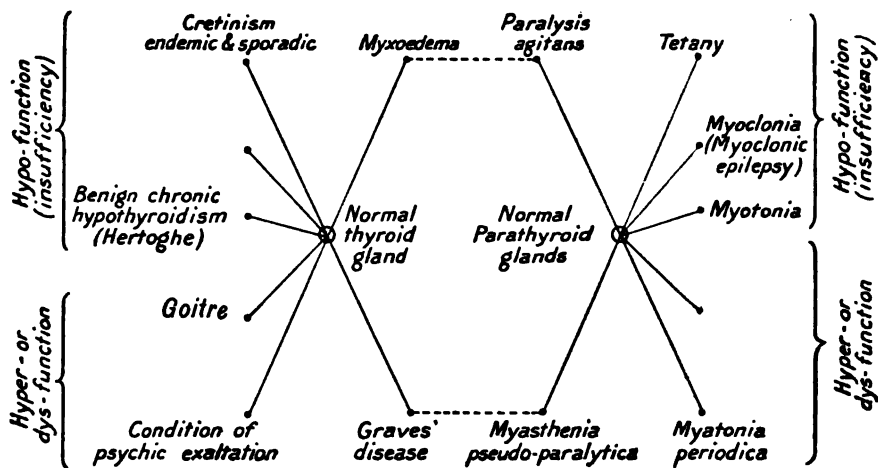 Cretinism
endemic & sporadic
Myxoedema
Paralysis
agitans
Tetany
Hypo-function
(insufficiency)
Myoclonia
(Myoclonic
epilepsy)
Hypo-function
(insufficiency)
Benign chronic
hypothyroidism
(Hertoghe)
Normal
thyroid
gland
Normal
Parathyroid
glands
Myotonia
Goitre
Hyper- or
dys-function
Hyper- or
dys-function
Condition of
psychic exaltation
Graves'
disease
Myasthenia
pseudo-paralytica
Myatonia
periodica